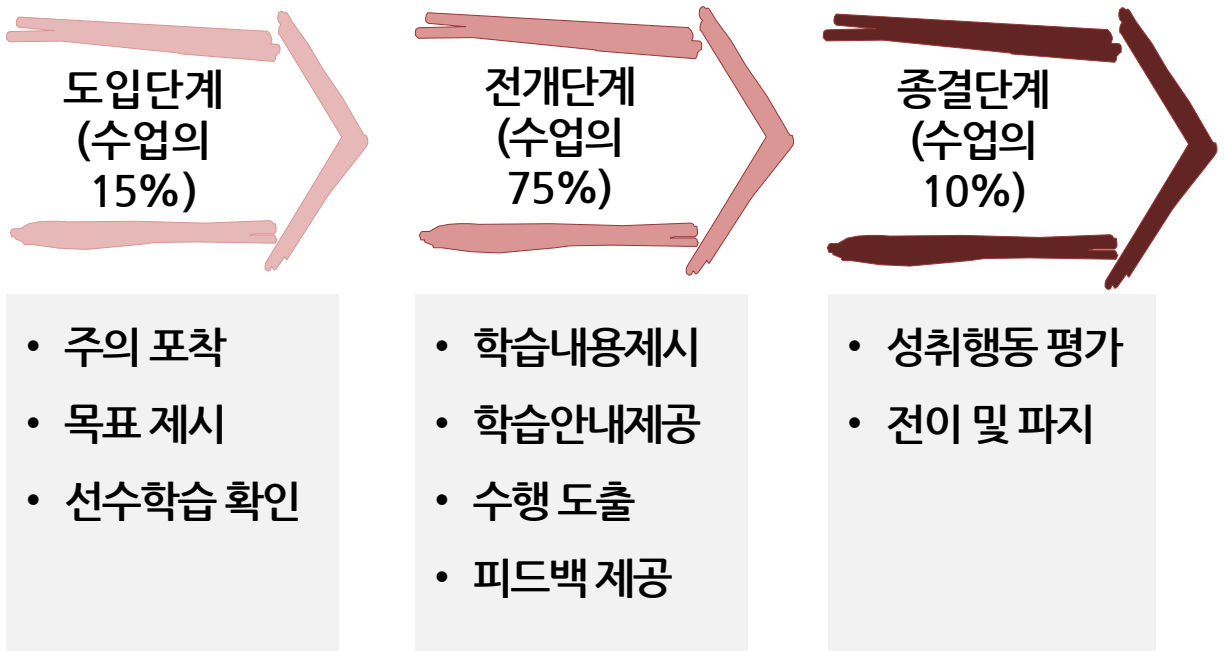 도입단계
(수업의
15%)
전개단계
(수업의
75%)
종결단계
(수업의
10%)
• 주의 포착
• 목표 제시
• 선수학습 확인
• 학습내용제시
• 학습안내제공
• 수행 도출
• 피드백 제공
• 성취행동 평가
• 전이 및 파지